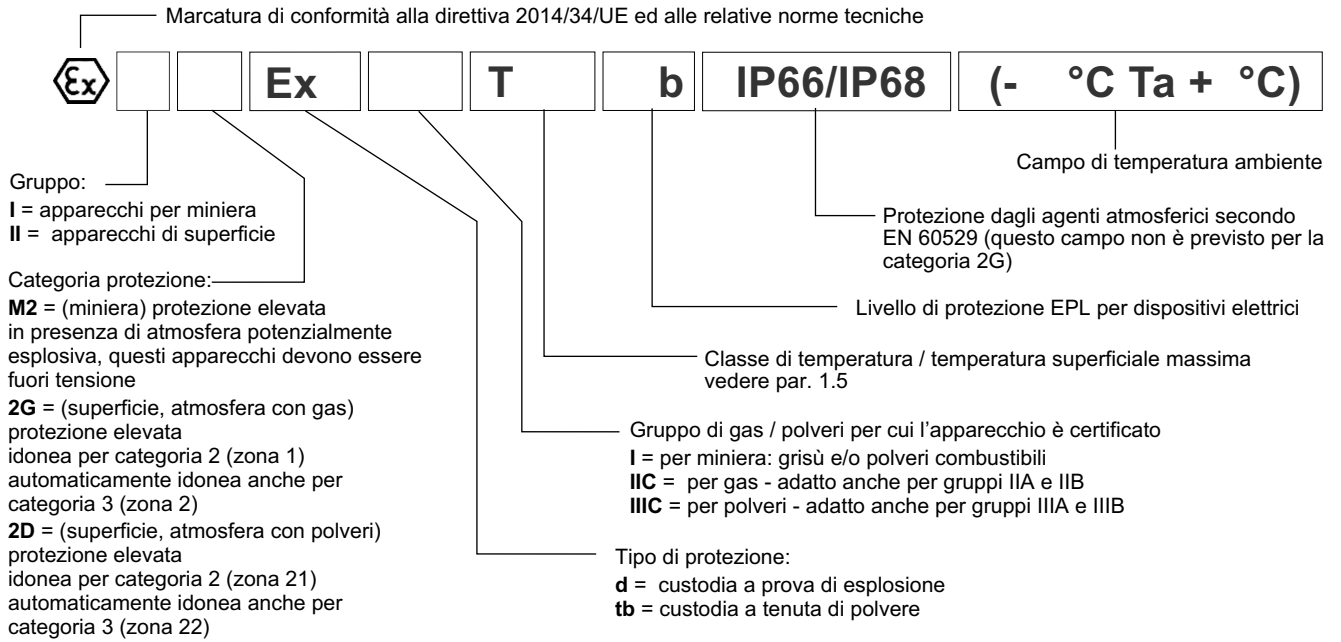 Marcatura di conformità alla direttiva 2014/34/UE ed alle relative norme tecniche
Ex Ex T b IP66/IP68 (- °C Ta + °C)
Campo di temperatura ambiente
Gruppo:
I = apparecchi per miniera
II = apparecchi di superficie
Protezione dagli agenti atmosferici secondo
EN 60529 (questo campo non è previsto per la
categoria 2G)
Categoria protezione:
M2 = (miniera) protezione elevata
in presenza di atmosfera potenzialmente
esplosiva, questi apparecchi devono essere
fuori tensione
2G = (superficie, atmosfera con gas)
protezione elevata
idonea per categoria 2 (zona 1)
automaticamente idonea anche per
categoria 3 (zona 2)
2D = (superficie, atmosfera con polveri)
protezione elevata
idonea per categoria 2 (zona 21)
automaticamente idonea anche per
categoria 3 (zona 22)
Livello di protezione EPL per dispositivi elettrici
Classe di temperatura / temperatura superficiale massima
vedere par. 1.5
Gruppo di gas / polveri per cui l'apparecchio è certificato
I = per miniera: grisù e/o polveri combustibili
IIC = per gas - adatto anche per gruppi IIA e IIB
IIIC = per polveri - adatto anche per gruppi IIIA e IIIB
Tipo di protezione:
d = custodia a prova di esplosione
tb = custodia a tenuta di polvere